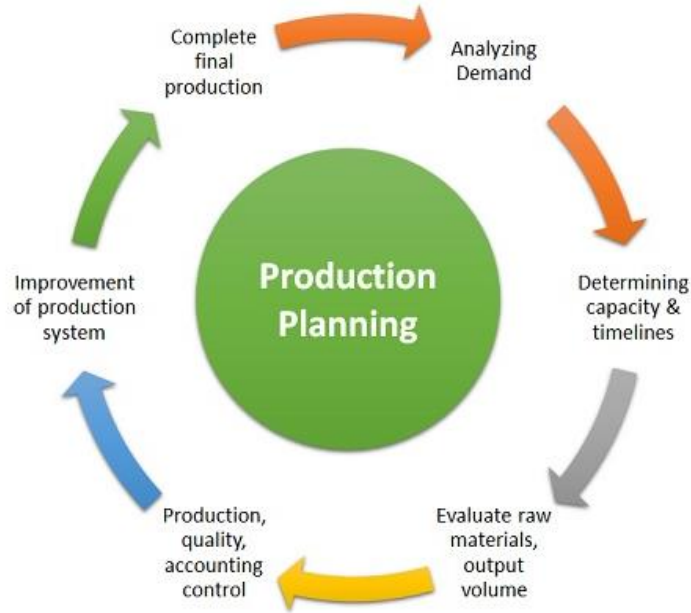 Complete
final
production
Analyzing
Demand
Production
Planning
Determining
capacity &
timelines
Evaluate raw
materials,
output
volume
Production,
quality,
accounting
control
Improvement
of production
system